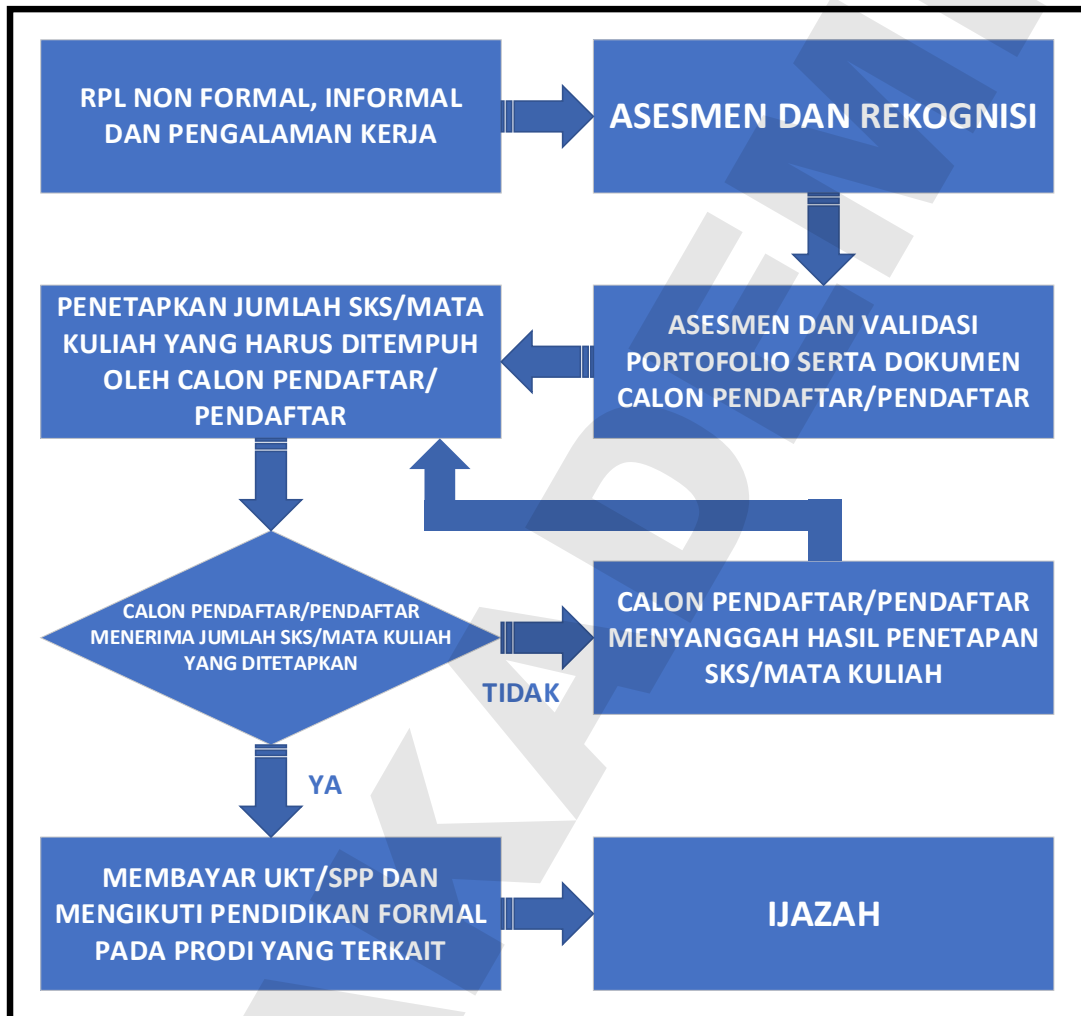 RPL NON FORMAL, INFORMAL
DAN PENGALAMAN KERJA
ASESMEN DAN REKOGNISI
PENETAPKAN JUMLAH SKS/MATA
KULIAH YANG HARUS DITEMPUH
OLEH CALON PENDAFTAR/
PENDAFTAR
ASESMEN DAN VALIDASI
PORTOFOLIO SERTA DOKUMEN
CALON PENDAFTAR/PENDAFTAR
CALON PENDAFTAR/PENDAFTAR
MENERIMA JUMLAH SKS/MATA KULIAH
YANG DITETAPKAN
TIDAK
CALON PENDAFTAR/PENDAFTAR
MENYANGGAH HASIL PENETAPAN
SKS/MATA KULIAH
YA
MEMBAYAR UKT/SPP DAN
MENGIKUTI PENDIDIKAN FORMAL
PADA PRODI YANG TERKAIT
IJAZAH